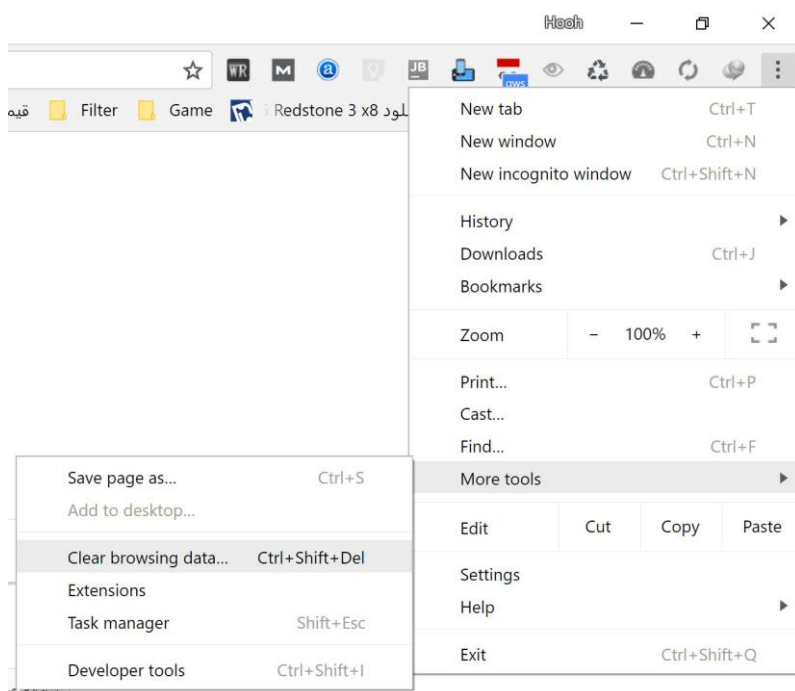 Hooh
WR M a JB aws
قیم Filter Game Redstone 3 x8 لود
New tab Ctrl+T
New window Ctrl+N
New incognito window Ctrl+Shift+N
History
Downloads Ctrl+J
Bookmarks
Zoom − 100% +
Print... Ctrl+P
Cast...
Find... Ctrl+F
More tools
Save page as... Ctrl+S
Add to desktop...
Clear browsing data... Ctrl+Shift+Del
Extensions
Task manager Shift+Esc
Developer tools Ctrl+Shift+I
Edit Cut Copy Paste
Settings
Help
Exit Ctrl+Shift+Q